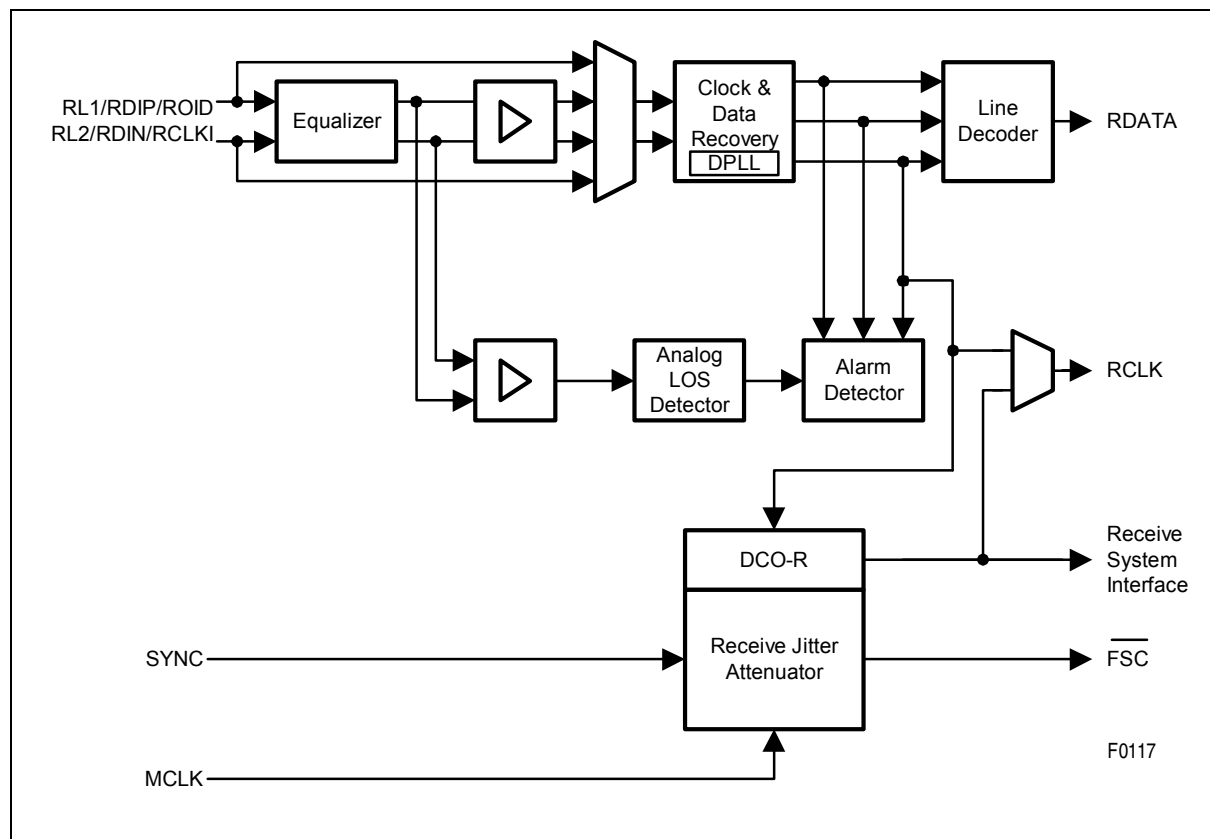 RL1/RDIP/ROID
RL2/RDIN/RCLKI
Equalizer
Clock &
Data
Recovery
DPLL
Line
Decoder
RDATA
Analog
LOS
Detector
Alarm
Detector
RCLK
DCO-R
Receive
System
Interface
SYNC
Receive Jitter
Attenuator
FSC
MCLK
F0117